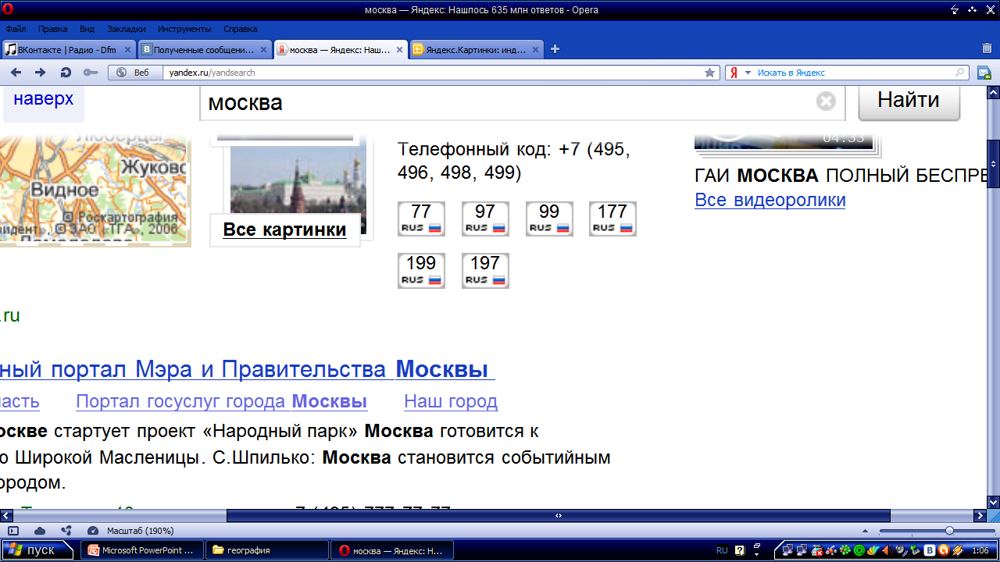 москва — Яндекс: Нашлось 635 млн ответов - Opera
Файл Правка Вид Закладки Инструменты Справка
ВКонтакте | Радио - Dfm
Полученные сообщени...
москва — Яндекс: Наш...
Яндекс.Картинки: инд...
Веб
yandex.ru/yandsearch
Я Искать в Яндекс
наверх
москва
Найти
04:33
Жуковс
Видное
© Роскартография
© ЗАО «ТГА», 2006
Все картинки
Телефонный код: +7 (495,
496, 498, 499)
77 RUS
97 RUS
99 RUS
177 RUS
199 RUS
197 RUS
ГАИ МОСКВА ПОЛНЫЙ БЕСПРЕ
Все видеоролики
.ru
ный портал Мэра и Правительства Москвы
асть Портал госуслуг города Москвы Наш город
оскве стартует проект «Народный парк» Москва готовится к
ю Широкой Масленицы. С.Шпилько: Москва становится событийным
ородом.
Масштаб (190%)
пуск
Microsoft PowerPoint ...
география
москва — Яндекс: Н...
RU
1:06